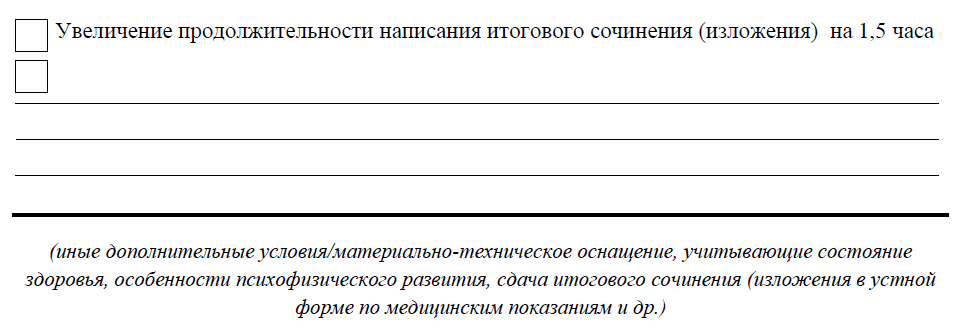 Увеличение продолжительности написания итогового сочинения (изложения) на 1,5 часа
(иные дополнительные условия/материально-техническое оснащение, учитывающие состояние
здоровья, особенности психофизического развития, сдача итогового сочинения (изложения в устной
форме по медицинским показаниям и др.)